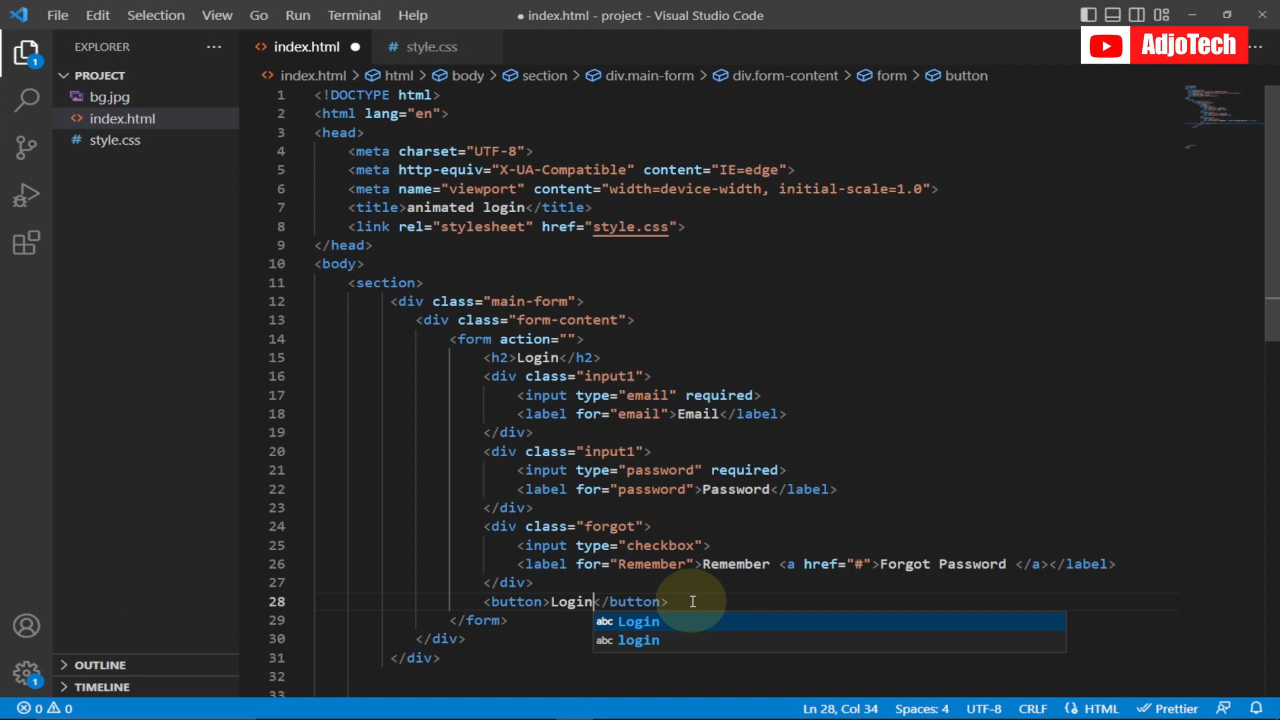 File Edit Selection View Go Run Terminal Help
● index.html - project - Visual Studio Code
AdjoTech
EXPLORER
index.html
style.css
PROJECT
bg.jpg
index.html
style.css
index.html > html > body > section > div.main-form > div.form-content > form > button
1 <!DOCTYPE html>
2 <html lang="en">
3 <head>
4 <meta charset="UTF-8">
5 <meta http-equiv="X-UA-Compatible" content="IE=edge">
6 <meta name="viewport" content="width=device-width, initial-scale=1.0">
7 <title>animated login</title>
8 <link rel="stylesheet" href="style.css">
9 </head>
10 <body>
11 <section>
12 <div class="main-form">
13 <div class="form-content">
14 <form action="">
15 <h2>Login</h2>
16 <div class="input1">
17 <input type="email" required>
18 <label for="email">Email</label>
19 </div>
20 <div class="input1">
21 <input type="password" required>
22 <label for="password">Password</label>
23 </div>
24 <div class="forgot">
25 <input type="checkbox">
26 <label for="Remember">Remember <a href="#">Forgot Password </a></label>
27 </div>
28 <button>Login</button>
abc Login
abc login
29 </form>
30 </div>
31 </div>
32
33
1
1
OUTLINE
TIMELINE
0 0
Ln 28, Col 34 Spaces: 4 UTF-8 CRLF HTML Prettier